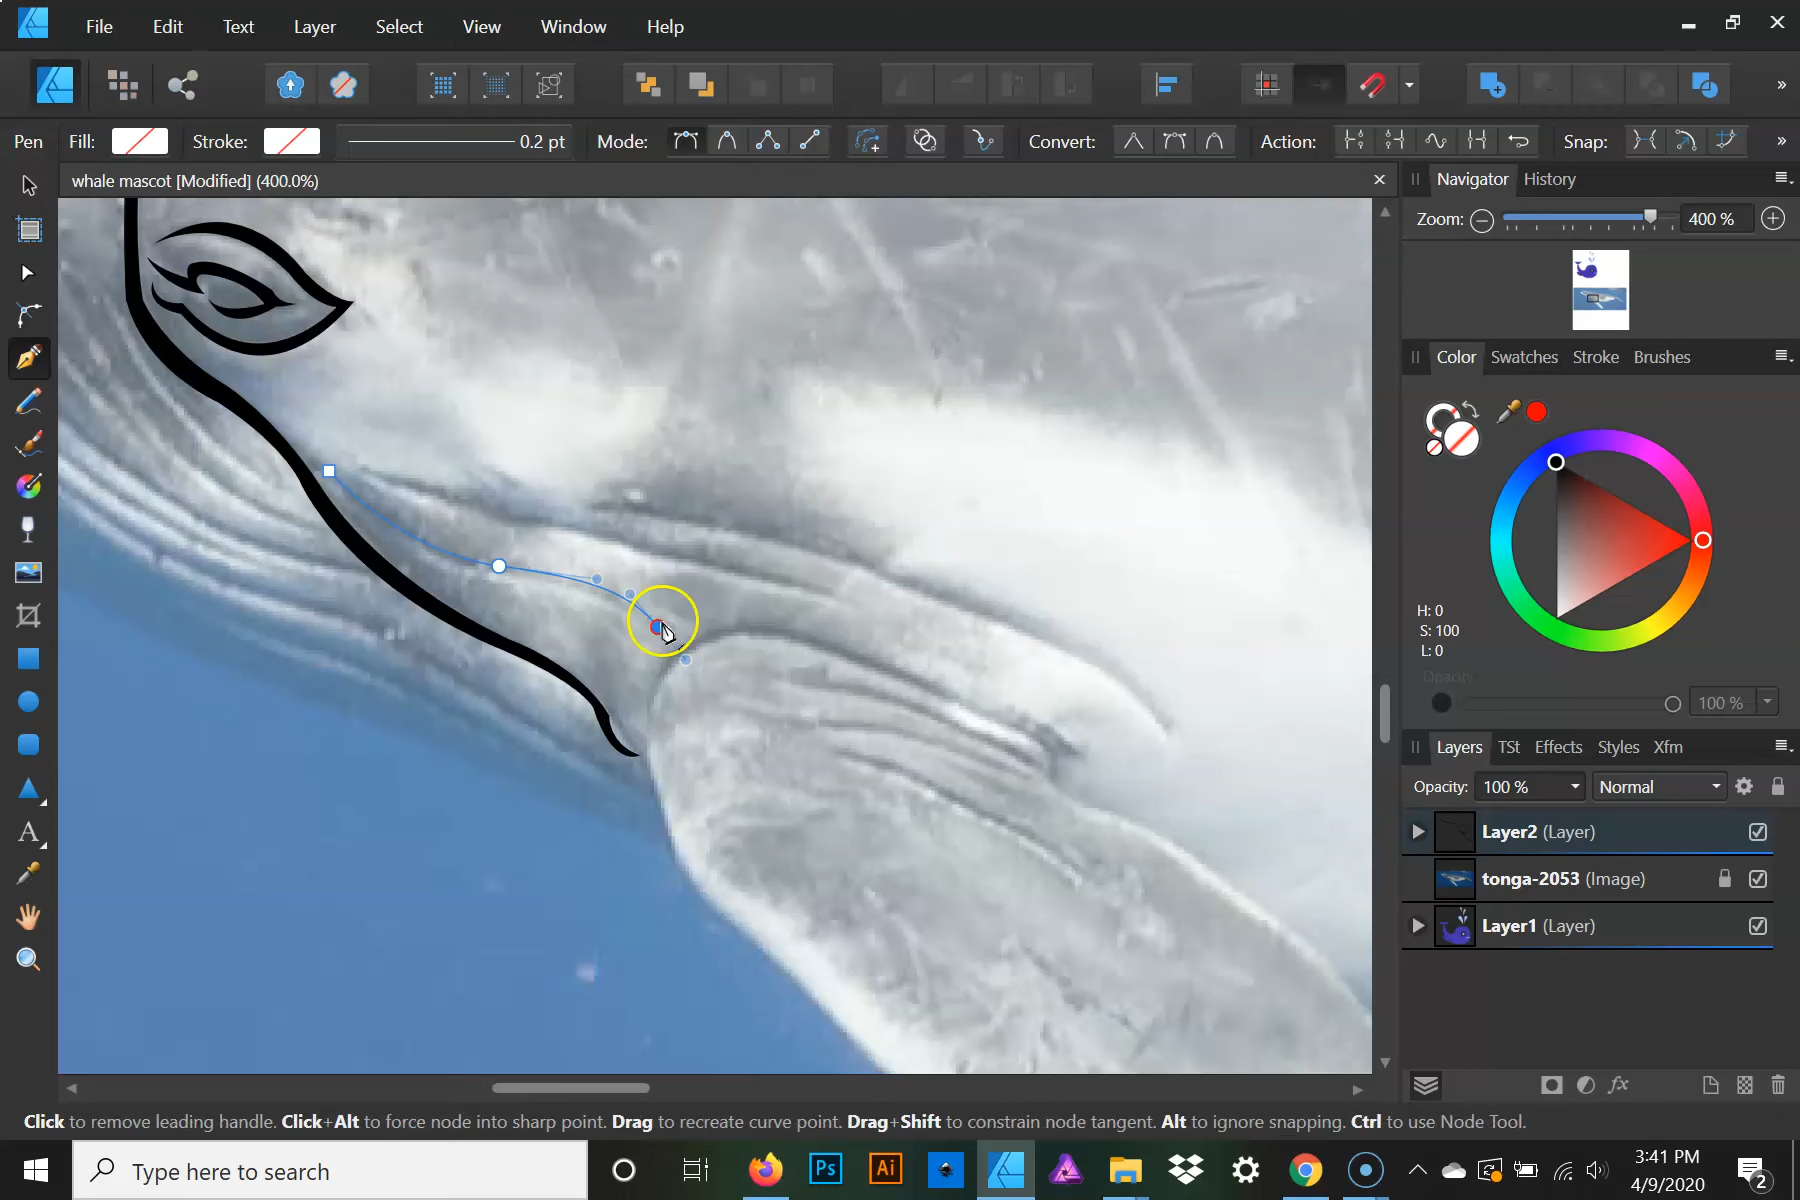 File Edit Text Layer Select View Window Help
Pen Fill: Stroke: 0.2 pt Mode: Convert: Action: Snap:
whale mascot [Modified] (400.0%)
Navigator History
Zoom: 400 %
Color Swatches Stroke Brushes
H: 0
S: 100
L: 0
Opacity
100 %
Layers TSt Effects Styles Xfm
Opacity: 100 % Normal
Layer2 (Layer)
tonga-2053 (Image)
Layer1 (Layer)
A
fx
Click to remove leading handle. Click+Alt to force node into sharp point. Drag to recreate curve point. Drag+Shift to constrain node tangent. Alt to ignore snapping. Ctrl to use Node Tool.
Type here to search
Ps Ai
3:41 PM
4/9/2020
2